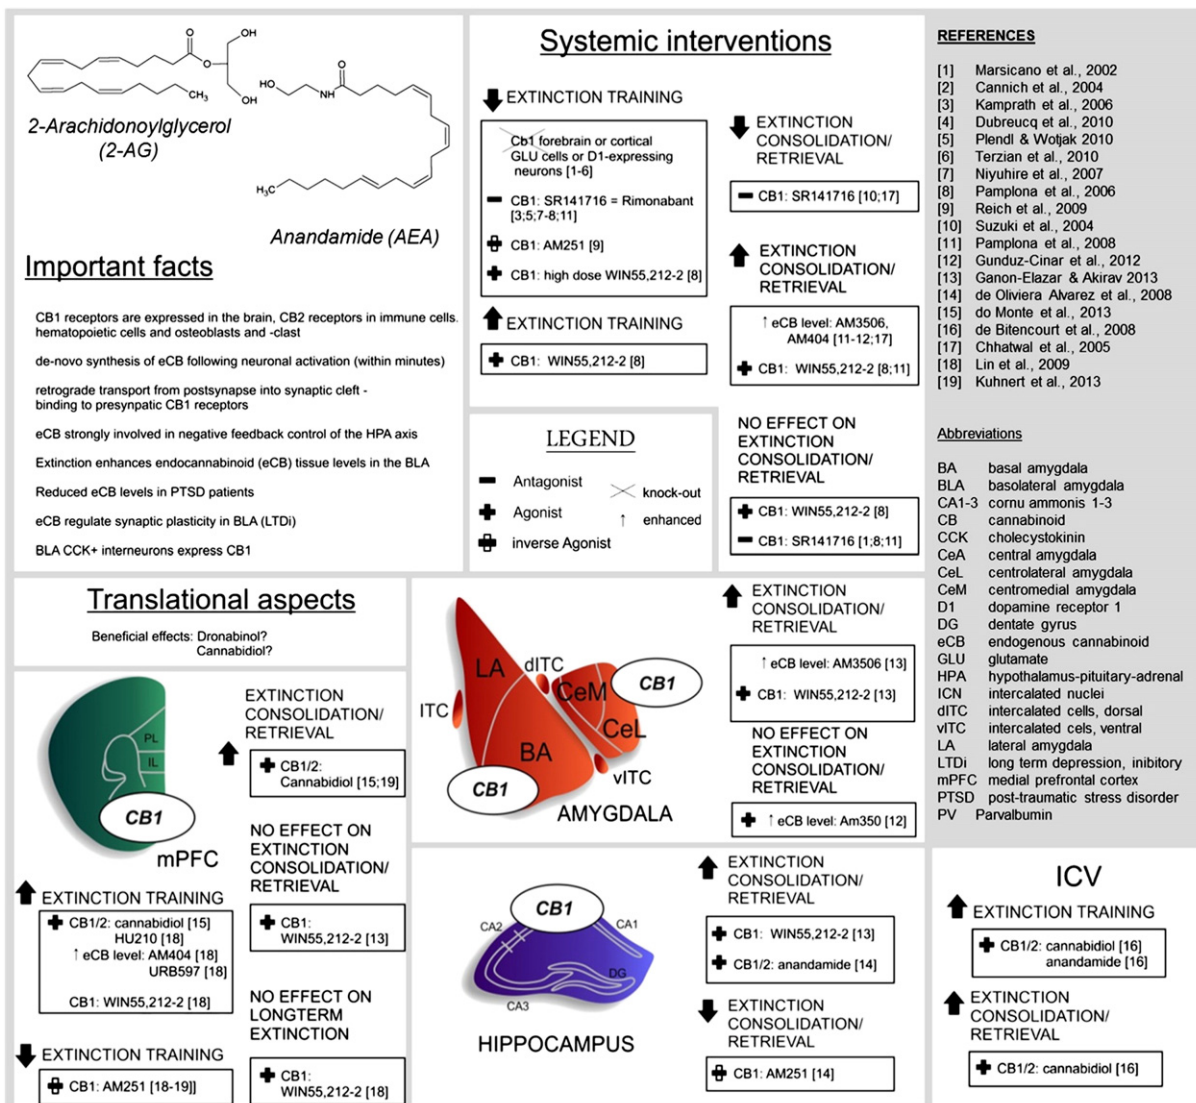 O
OH
O
CH₃
OH
2-Arachidonoylglycerol
(2-AG)
HO
NH
O
H₃C
Anandamide (AEA)
Important facts
CB1 receptors are expressed in the brain, CB2 receptors in immune cells.
hematopoietic cells and osteoblasts and -clast
de-novo synthesis of eCB following neuronal activation (within minutes)
retrograde transport from postsynapse into synaptic cleft -
binding to presynpatic CB1 receptors
eCB strongly involved in negative feedback control of the HPA axis
Extinction enhances endocannabinoid (eCB) tissue levels in the BLA
Reduced eCB levels in PTSD patients
eCB regulate synaptic plasticity in BLA (LTDi)
BLA CCK+ interneurons express CB1
Systemic interventions
EXTINCTION TRAINING
Cb1 forebrain or cortical
GLU cells or D1-expressing
neurons [1-6]
CB1: SR141716 = Rimonabant
[3;5;7-8;11]
CB1: AM251 [9]
CB1: high dose WIN55,212-2 [8]
EXTINCTION TRAINING
CB1: WIN55,212-2 [8]
EXTINCTION
CONSOLIDATION/
RETRIEVAL
CB1: SR141716 [10;17]
EXTINCTION
CONSOLIDATION/
RETRIEVAL
↑ eCB level: AM3506,
AM404 [11-12;17]
CB1: WIN55,212-2 [8;11]
NO EFFECT ON
EXTINCTION
CONSOLIDATION/
RETRIEVAL
CB1: WIN55,212-2 [8]
CB1: SR141716 [1;8;11]
LEGEND
Antagonist
Agonist
inverse Agonist
knock-out
↑ enhanced
REFERENCES
[1] Marsicano et al., 2002
[2] Cannich et al., 2004
[3] Kamprath et al., 2006
[4] Dubreucq et al., 2010
[5] Plendl & Wotjak 2010
[6] Terzian et al., 2010
[7] Niyuhire et al., 2007
[8] Pamplona et al., 2006
[9] Reich et al., 2009
[10] Suzuki et al., 2004
[11] Pamplona et al., 2008
[12] Gunduz-Cinar et al., 2012
[13] Ganon-Elazar & Akirav 2013
[14] de Oliviera Alvarez et al., 2008
[15] do Monte et al., 2013
[16] de Bitencourt et al., 2008
[17] Chhatwal et al., 2005
[18] Lin et al., 2009
[19] Kuhnert et al., 2013
Abbreviations
BA basal amygdala
BLA basolateral amygdala
CA1-3 cornu ammonis 1-3
CB cannabinoid
CCK cholecystokinin
CeA central amygdala
CeL centrolateral amygdala
CeM centromedial amygdala
D1 dopamine receptor 1
DG dentate gyrus
eCB endogenous cannabinoid
GLU glutamate
HPA hypothalamus-pituitary-adrenal
ICN intercalated nuclei
dITC intercalated cells, dorsal
vITC intercalated cels, ventral
LA lateral amygdala
LTDi long term depression, inibitory
mPFC medial prefrontal cortex
PTSD post-traumatic stress disorder
PV Parvalbumin
Translational aspects
Beneficial effects: Dronabinol?
Cannabidiol?
PL
IL
CB1
mPFC
EXTINCTION
CONSOLIDATION/
RETRIEVAL
CB1/2:
Cannabidiol [15;19]
NO EFFECT ON
EXTINCTION
CONSOLIDATION/
RETRIEVAL
CB1:
WIN55,212-2 [13]
NO EFFECT ON
LONGTERM
EXTINCTION
CB1:
WIN55,212-2 [18]
EXTINCTION TRAINING
CB1/2: cannabidiol [15]
HU210 [18]
↑ eCB level: AM404 [18]
URB597 [18]
CB1: WIN55,212-2 [18]
EXTINCTION TRAINING
CB1: AM251 [18-19]]
LA
dITC
CeM
CB1
ITC
CeL
BA
vITC
CB1
AMYGDALA
EXTINCTION
CONSOLIDATION/
RETRIEVAL
↑ eCB level: AM3506 [13]
CB1: WIN55,212-2 [13]
NO EFFECT ON
EXTINCTION
CONSOLIDATION/
RETRIEVAL
↑ eCB level: Am350 [12]
CB1
CA2
CA1
DG
CA3
HIPPOCAMPUS
EXTINCTION
CONSOLIDATION/
RETRIEVAL
CB1: WIN55,212-2 [13]
CB1/2: anandamide [14]
EXTINCTION
CONSOLIDATION/
RETRIEVAL
CB1: AM251 [14]
ICV
EXTINCTION TRAINING
CB1/2: cannabidiol [16]
anandamide [16]
EXTINCTION
CONSOLIDATION/
RETRIEVAL
CB1/2: cannabidiol [16]